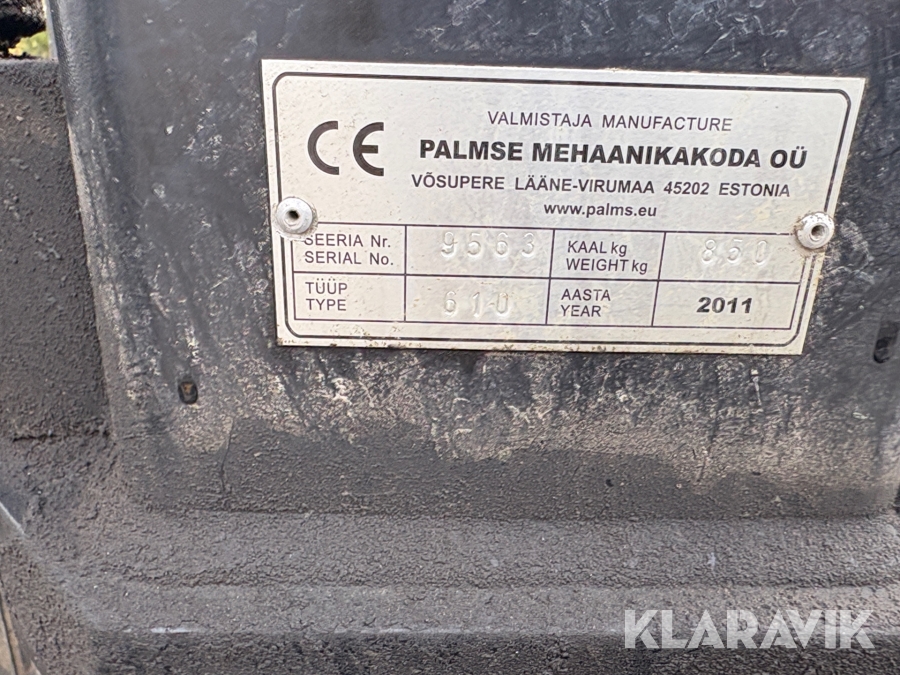 CE
VALMISTAJA MANUFACTURE
PALMSE MEHAANIKAKODA OÜ
VÕSUPERE LÄÄNE-VIRUMAA 45202 ESTONIA
www.palms.eu
SEERIA Nr. 9563 KAAL kg 850
SERIAL No. WEIGHT kg
TÜÜP 610 AASTA 2011
TYPE YEAR
KLARAVIK